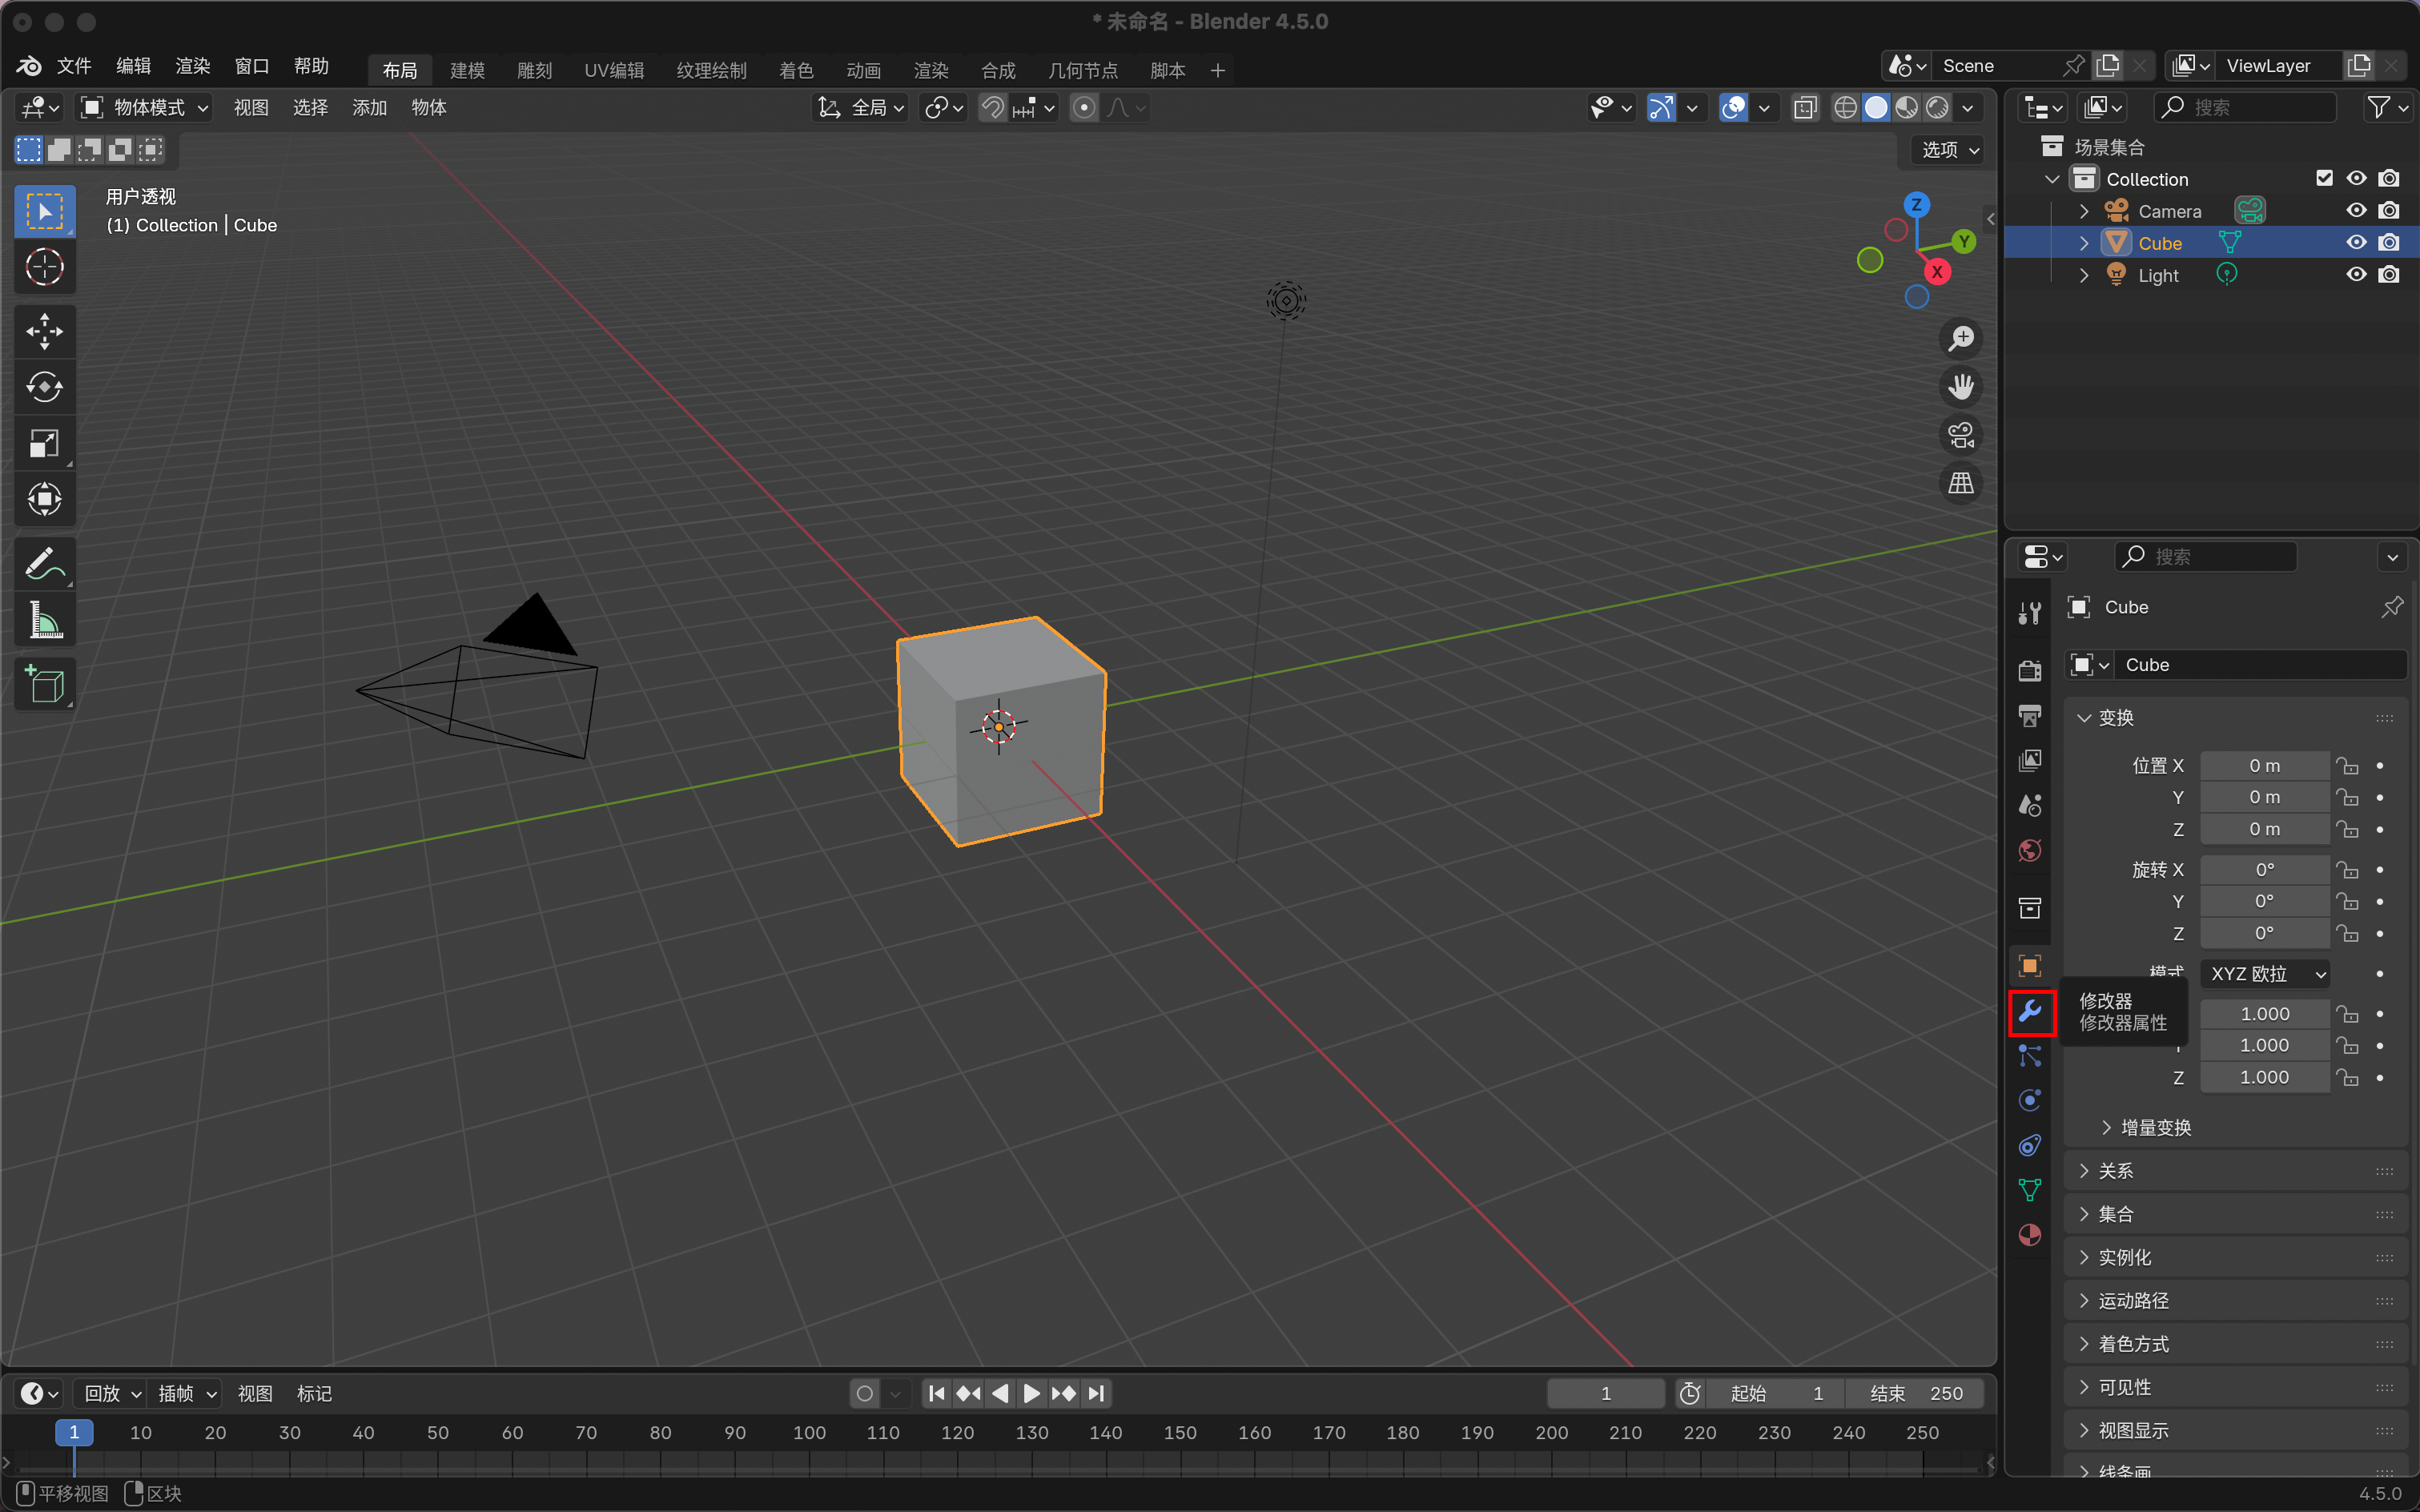 * 未命名 - Blender 4.5.0
文件 编辑 渲染 窗口 帮助 布局 建模 雕刻 UV编辑 纹理绘制 着色 动画 渲染 合成 几何节点 脚本 + Scene ViewLayer
物体模式 视图 选择 添加 物体 全局 搜索
选项
用户透视
(1) Collection | Cube
Z
Y
X
场景集合
Collection
Camera
Cube
Light
搜索
Cube
Cube
变换
位置 X 0 m
Y 0 m
Z 0 m
旋转 X 0°
Y 0°
Z 0°
模式 XYZ 欧拉
修改器
修改器属性
1.000
1.000
Z 1.000
增量变换
关系
集合
实例化
运动路径
着色方式
可见性
视图显示
线条画
回放 插帧 视图 标记 1 起始 1 结束 250
1 10 20 30 40 50 60 70 80 90 100 110 120 130 140 150 160 170 180 190 200 210 220 230 240 250
平移视图 区块 4.5.0